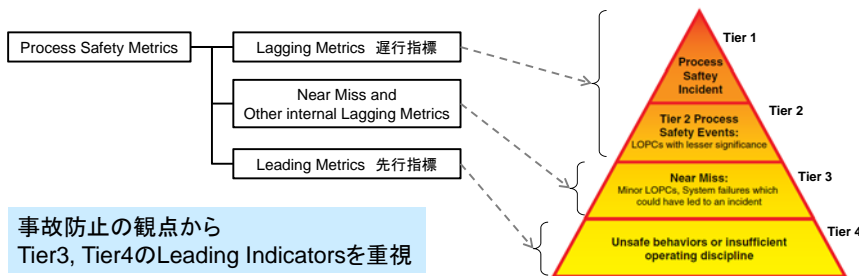 Process Safety Metrics
Lagging Metrics 遅行指標
Near Miss and
Other internal Lagging Metrics
Leading Metrics 先行指標
事故防止の観点から
Tier3, Tier4のLeading Indicatorsを重視
Tier 1
Process
Saftey
Incident
Tier 2
Tier 2 Process
Safety Events:
LOPCs with lesser significance
Tier 3
Near Miss:
Minor LOPCs, System failures which
could have led to an incident
Tier 4
Unsafe behaviors or insufficient
operating discipline